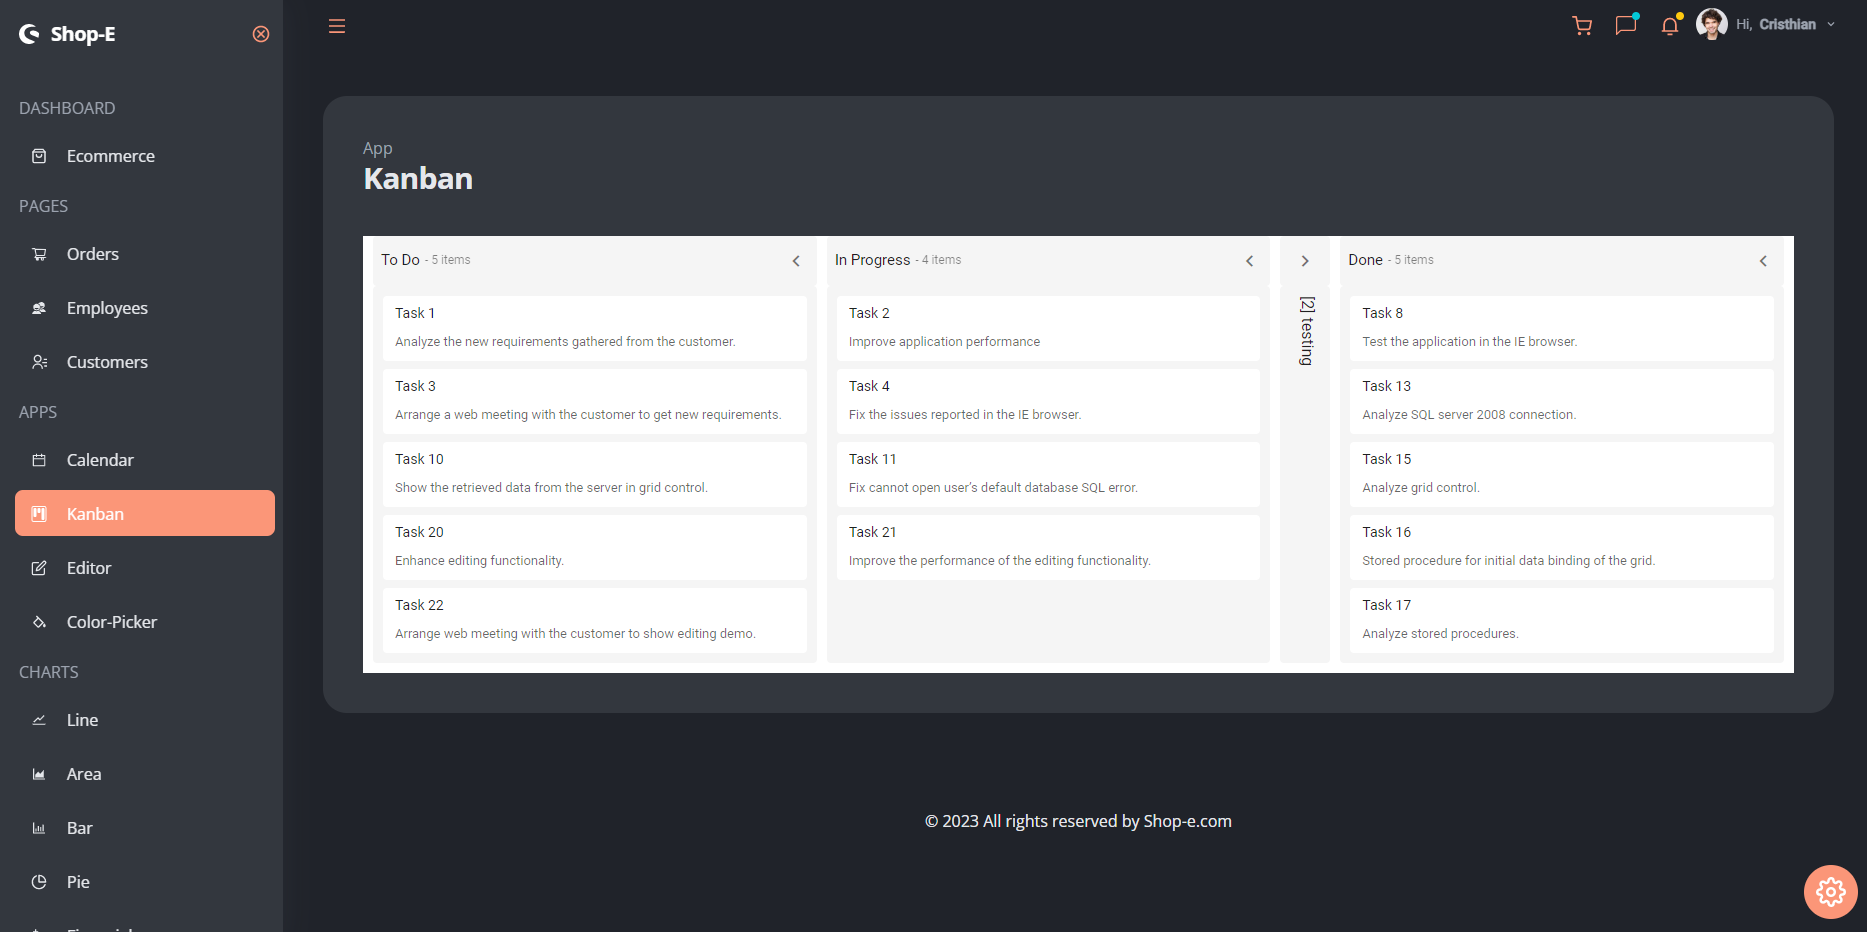 Shop-E
DASHBOARD
Ecommerce
PAGES
Orders
Employees
Customers
APPS
Calendar
Kanban
Editor
Color-Picker
CHARTS
Line
Area
Bar
Pie
Hi, Cristhian
App
Kanban
To Do - 5 items
Task 1
Analyze the new requirements gathered from the customer.
Task 3
Arrange a web meeting with the customer to get new requirements.
Task 10
Show the retrieved data from the server in grid control.
Task 20
Enhance editing functionality.
Task 22
Arrange web meeting with the customer to show editing demo.
In Progress - 4 items
Task 2
Improve application performance
Task 4
Fix the issues reported in the IE browser.
Task 11
Fix cannot open user’s default database SQL error.
Task 21
Improve the performance of the editing functionality.
[2] testing
Done - 5 items
Task 8
Test the application in the IE browser.
Task 13
Analyze SQL server 2008 connection.
Task 15
Analyze grid control.
Task 16
Stored procedure for initial data binding of the grid.
Task 17
Analyze stored procedures.
© 2023 All rights reserved by Shop-e.com